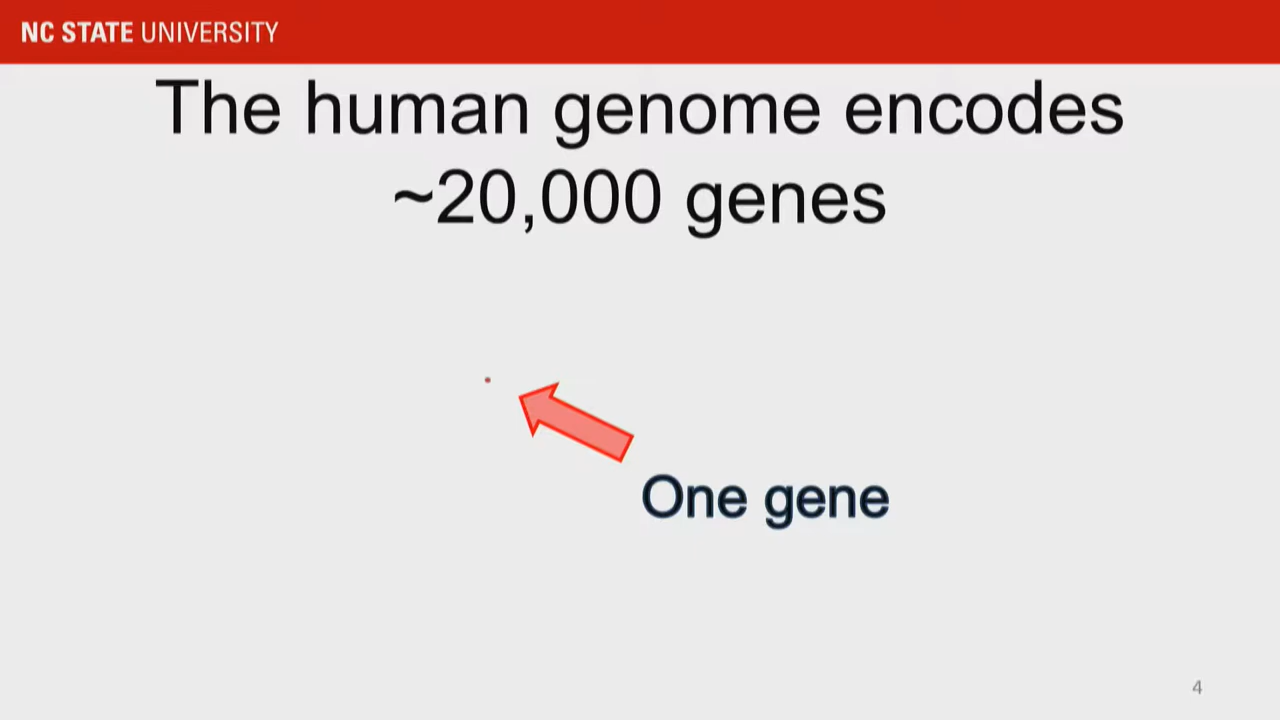 NC STATE UNIVERSITY
The human genome encodes
~20,000 genes
One gene
4